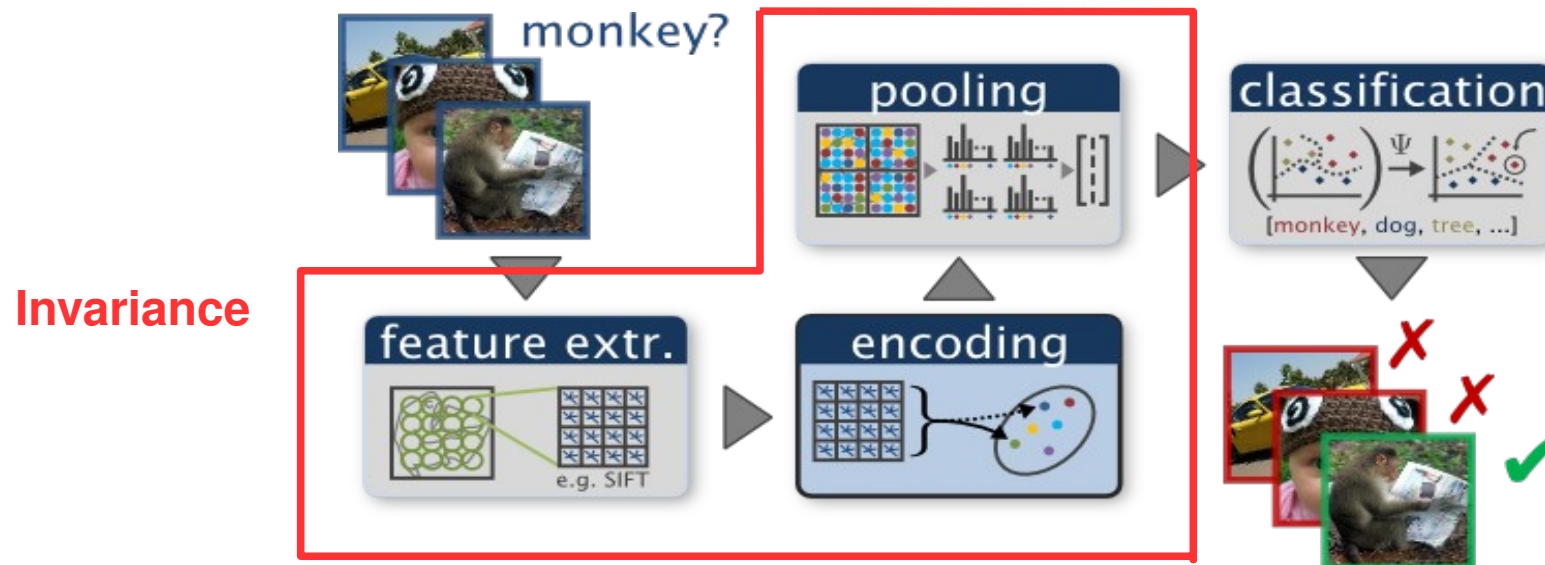 monkey?
pooling
classification
Ψ
[monkey, dog, tree, ...]
Invariance
feature extr.
e.g. SIFT
encoding